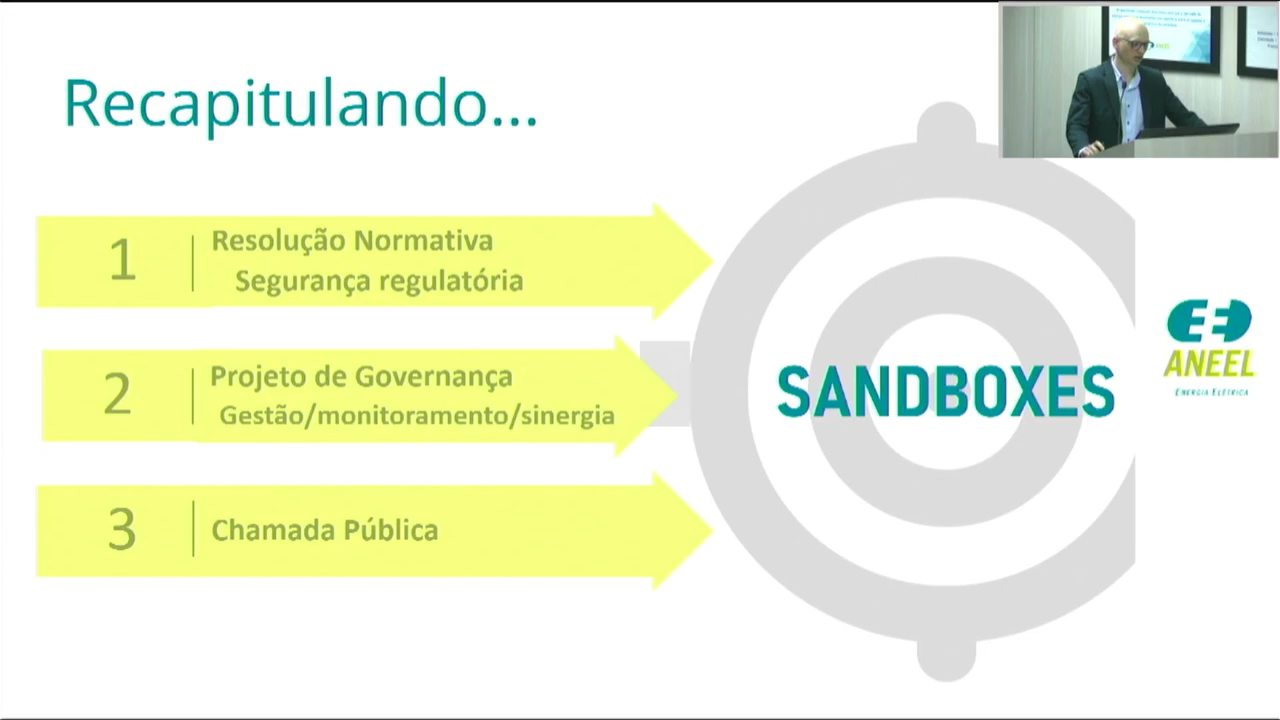 Recapitulando...
1
Resolução Normativa
Segurança regulatória
2
Projeto de Governança
Gestão/monitoramento/sinergia
3
Chamada Pública
SANDBOXES
ANEEL
ENERGIA ELÉTRICA